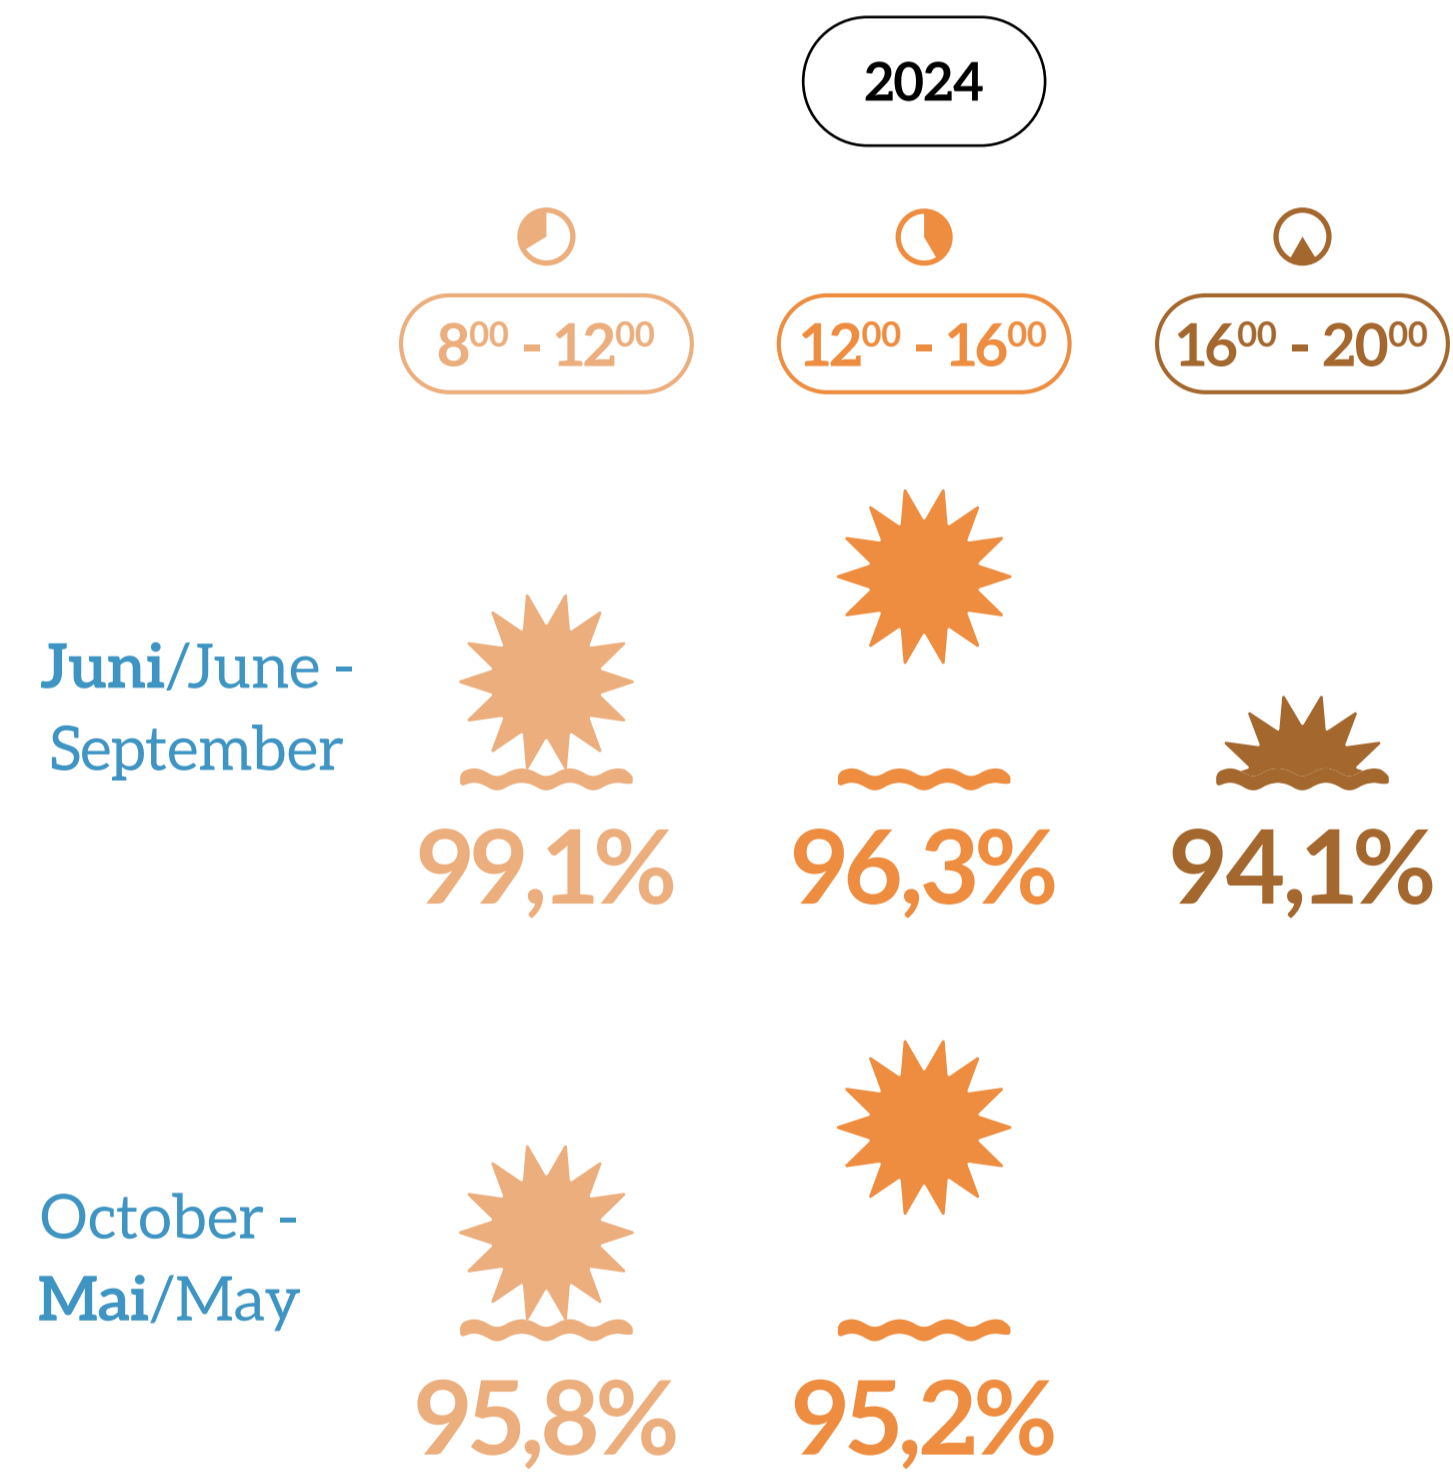 2024
8⁰⁰ - 12⁰⁰
12⁰⁰ - 16⁰⁰
16⁰⁰ - 20⁰⁰
Juni/June -
September
99,1%
96,3%
94,1%
October -
Mai/May
95,8%
95,2%